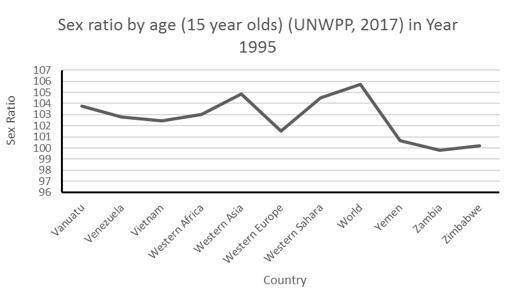 Sex ratio by age (15 year olds) (UNWPP, 2017) in Year
1995
107
106
105
104
103
102
101
100
99
98
97
96
Sex Ratio
Vanuatu
Venezuela
Vietnam
Western Africa
Western Asia
Western Europe
Western Sahara
World
Yemen
Zambia
Zimbabwe
Country